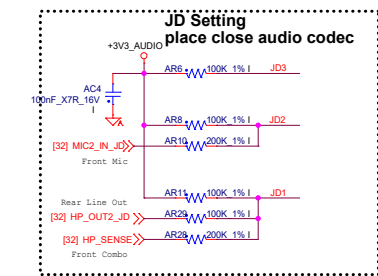 JD Setting
place close audio codec
+3V3_AUDIO
AR6 100K_1% I JD3
AC4
100nF_X7R_16V
I
A
AR8 100K_1% I JD2
[32] MIC2_IN_JD AR10 200K_1% I
Front Mic
AR11 100K_1% I JD1
Rear Line Out
[32] HP_OUT2_JD AR29 100K_1% I
[32] HP_SENSE AR28 200K_1% I
Front Combo